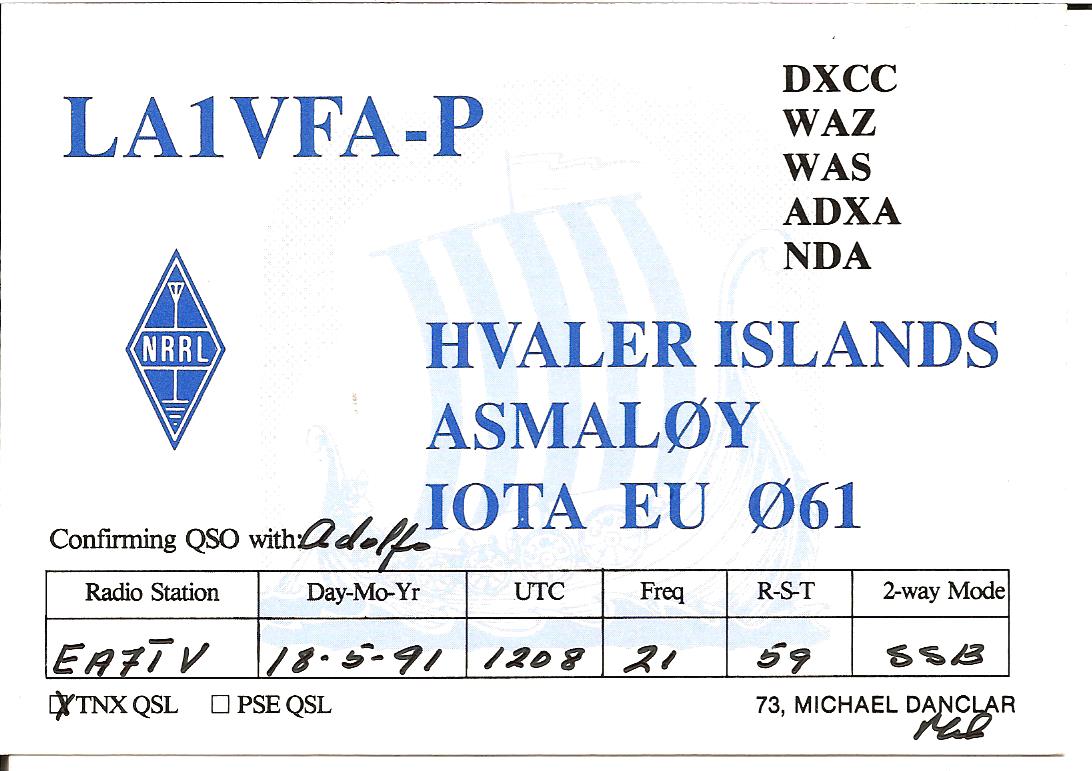 LA1VFA-P
DXCC
WAZ
WAS
ADXA
NDA
NRRL
HVALER ISLANDS
ASMALØY
IOTA EU Ø61
Confirming QSO with: Adolfo
Radio Station Day-Mo-Yr UTC Freq R-S-T 2-way Mode
EA7TV 18-5-91 1208 21 59 SSB
TNX QSL PSE QSL
73, MICHAEL DANCLAR